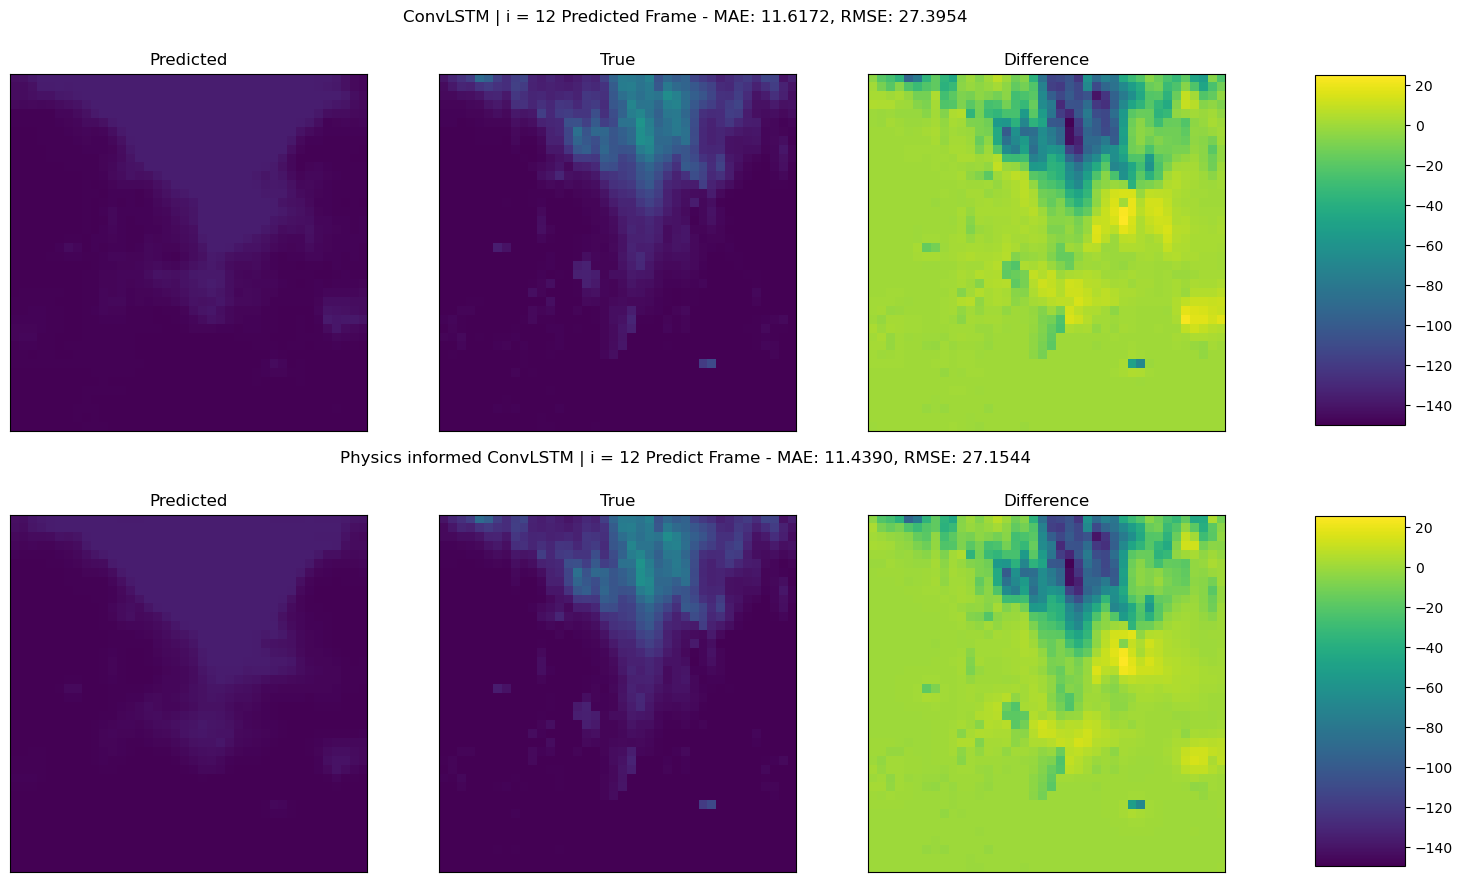 ConvLSTM | i = 12 Predicted Frame - MAE: 11.6172, RMSE: 27.3954
Predicted
True
Difference
20
0
−20
−40
−60
−80
−100
−120
−140
Physics informed ConvLSTM | i = 12 Predict Frame - MAE: 11.4390, RMSE: 27.1544
Predicted
True
Difference
20
0
−20
−40
−60
−80
−100
−120
−140